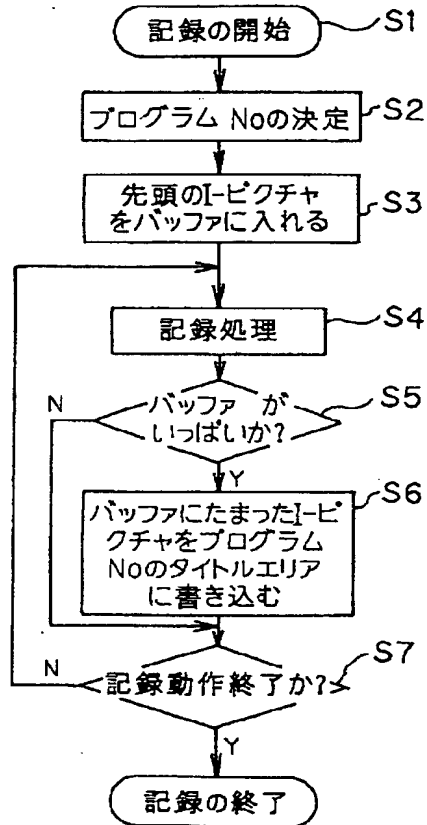 記録の開始
S1
プログラム Noの決定
S2
先頭のI-ピクチャ
をバッファに入れる
S3
記録処理
S4
バッファ が
いっぱいか?
S5
N
Y
バッファにたまったI-ピ
クチャをプログラム
Noのタイトルエリア
に書き込む
S6
記録動作終了か?
S7
N
Y
記録の終了